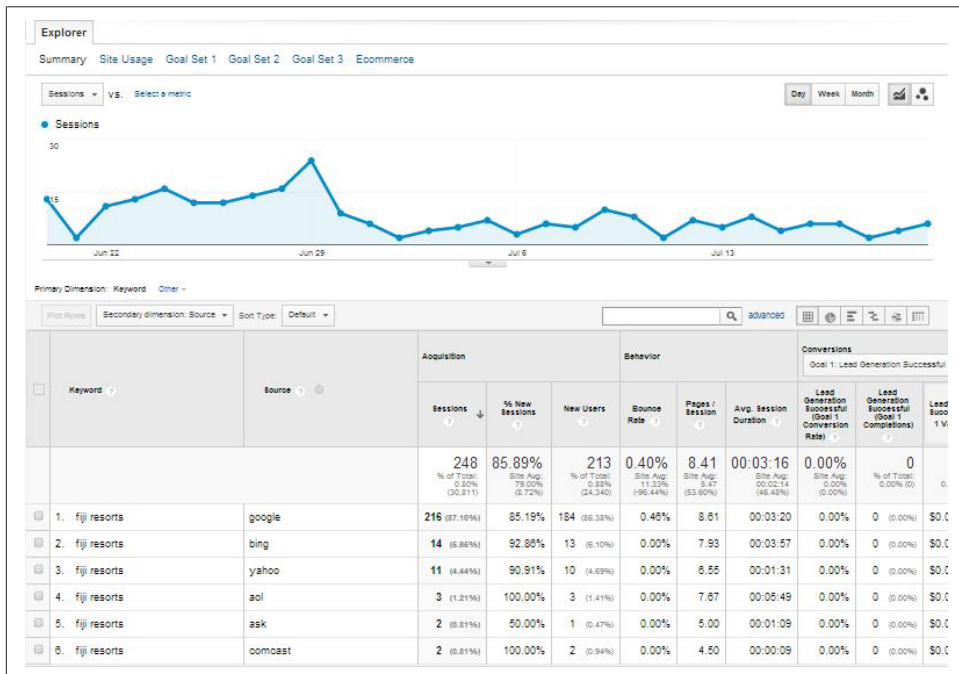 Explorer
Summary Site Usage Goal Set 1 Goal Set 2 Goal Set 3 Ecommerce
Sessions vs. Select a metric Day Week Month
Sessions
30
15
Jun 22 Jun 29 Jul 6 Jul 13
Primary Dimension: Keyword Other
Plot Rows Secondary dimension: Source Sort Type: Default advanced
Acquisition Behavior Conversions
Goal 1: Lead Generation Successful
Keyword Source Sessions % New Sessions New Users Bounce Rate Pages / Session Avg. Session Duration Lead Generation Successful (Goal 1 Conversion Rate) Lead Generation Successful (Goal 1 Completions) Lead
248 85.89% 213 0.40% 8.41 00:03:16 0.00% 0
% of Total: 0.80% (30,811) Site Avg: 79.00% (8.72%) % of Total: 0.88% (24,340) Site Avg: 11.33% (-96.44%) Site Avg: 5.47 (53.60%) Site Avg: 00:02:14 (46.48%) Site Avg: 0.00% (0.00%) % of Total: 0.00% (0)
1. fiji resorts google 216 (87.10%) 85.19% 184 (86.38%) 0.46% 8.61 00:03:20 0.00% 0 (0.00%) $0.0
2. fiji resorts bing 14 (5.65%) 92.86% 13 (6.10%) 0.00% 7.93 00:03:57 0.00% 0 (0.00%) $0.0
3. fiji resorts yahoo 11 (4.44%) 90.91% 10 (4.69%) 0.00% 6.55 00:01:31 0.00% 0 (0.00%) $0.0
4. fiji resorts aol 3 (1.21%) 100.00% 3 (1.41%) 0.00% 7.67 00:05:49 0.00% 0 (0.00%) $0.0
5. fiji resorts ask 2 (0.81%) 50.00% 1 (0.47%) 0.00% 5.00 00:01:09 0.00% 0 (0.00%) $0.0
6. fiji resorts comcast 2 (0.81%) 100.00% 2 (0.94%) 0.00% 4.50 00:00:09 0.00% 0 (0.00%) $0.0